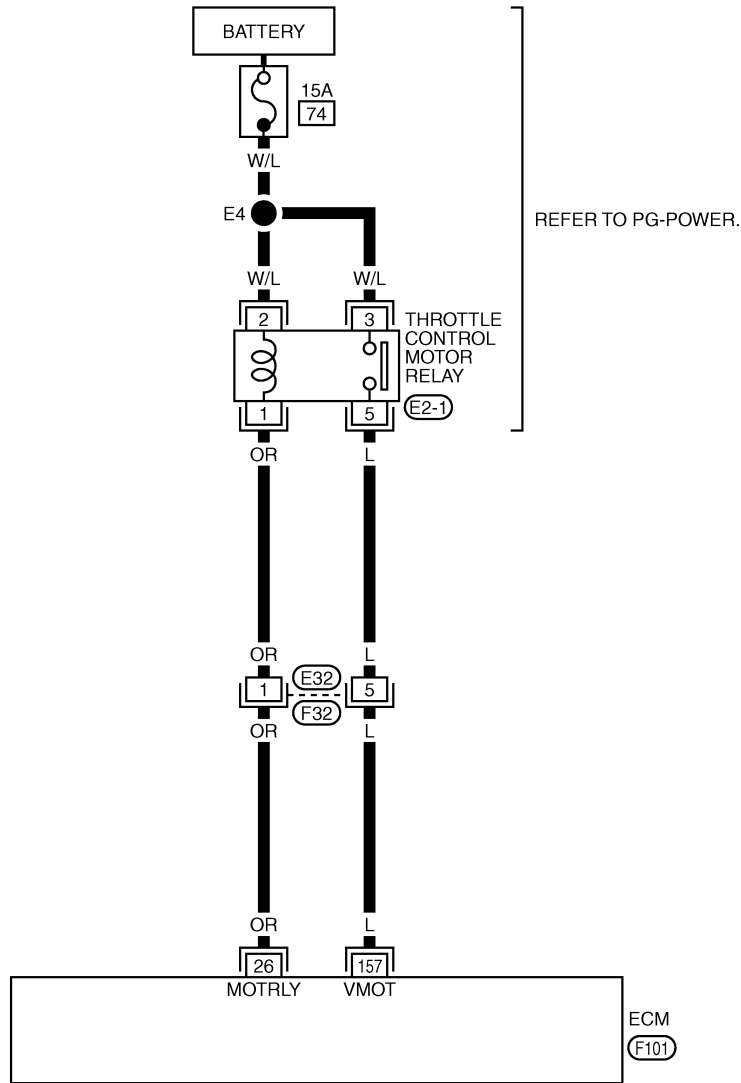 BATTERY
15A
74
W/L
E4
REFER TO PG-POWER.
W/L W/L
2 3
THROTTLE
CONTROL
MOTOR
RELAY
E2-1
1 5
OR L
OR L
E32
1 5
F32
OR L
OR L
26 157
MOTRLY VMOT
ECM
F101